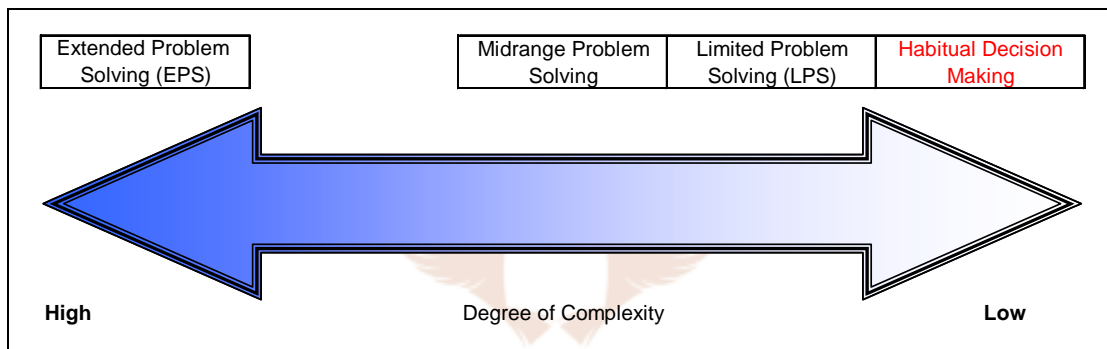 Extended Problem
Solving (EPS)
Midrange Problem
Solving
Limited Problem
Solving (LPS)
Habitual Decision
Making
High
Degree of Complexity
Low